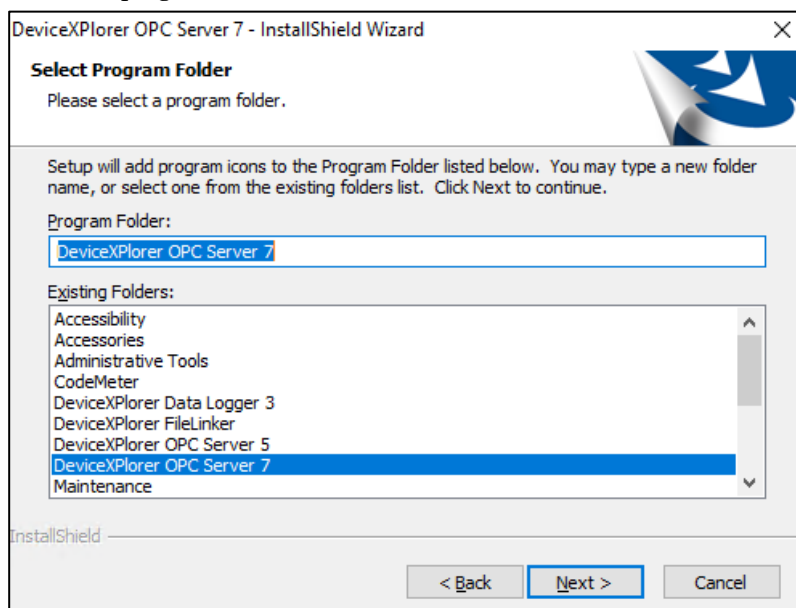 DeviceXPlorer OPC Server 7 - InstallShield Wizard
Select Program Folder
Please select a program folder.
Setup will add program icons to the Program Folder listed below. You may type a new folder
name, or select one from the existing folders list. Click Next to continue.
Program Folder:
DeviceXPlorer OPC Server 7
Existing Folders:
Accessibility
Accessories
Administrative Tools
CodeMeter
DeviceXPlorer Data Logger 3
DeviceXPlorer FileLinker
DeviceXPlorer OPC Server 5
DeviceXPlorer OPC Server 7
Maintenance
InstallShield
< Back Next > Cancel